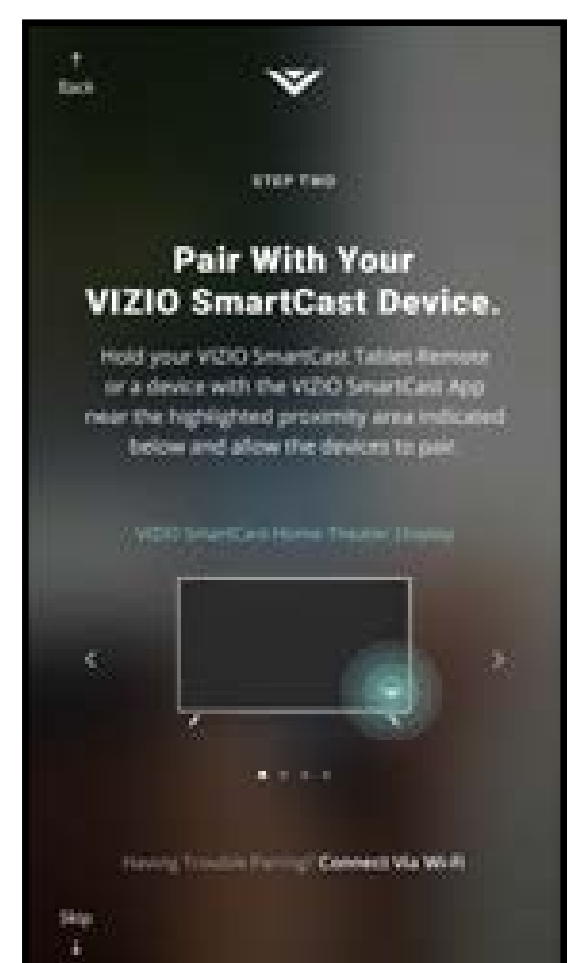 Back
STEP TWO
Pair With Your
VIZIO SmartCast Device.
Hold your VIZIO SmartCast Tablet Remote
or a device with the VIZIO SmartCast App
near the highlighted proximity area indicated
below and allow the devices to pair.
VIZIO SmartCast Home Theater Display
Having Trouble Pairing? Connect Via Wi-Fi
Skip